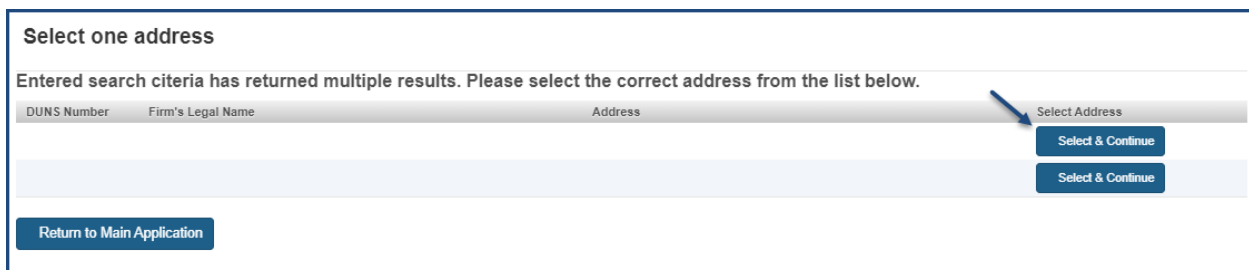 Select one address
Entered search citeria has returned multiple results. Please select the correct address from the list below.
DUNS Number Firm's Legal Name Address Select Address
Select & Continue
Select & Continue
Return to Main Application